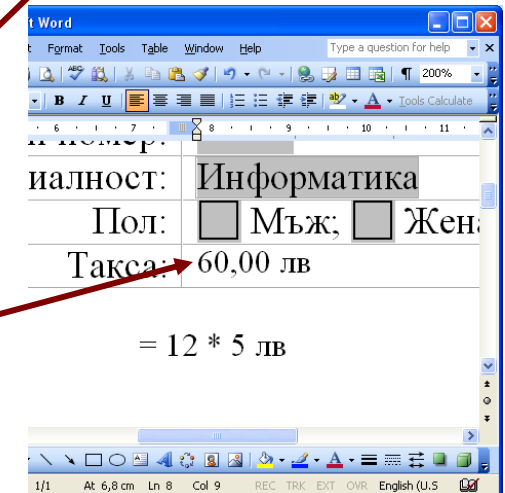 t Word
t Format Tools Table Window Help Type a question for help
200%
B I U Tools Calculate
6 7 8 9 10 11
номер:
иалност: Информатика
Пол: Мъж; Жена
Такса: 60,00 лв
= 12 * 5 лв
1/1 At 6,8 cm Ln 8 Col 9 REC TRK EXT OVR English (U.S